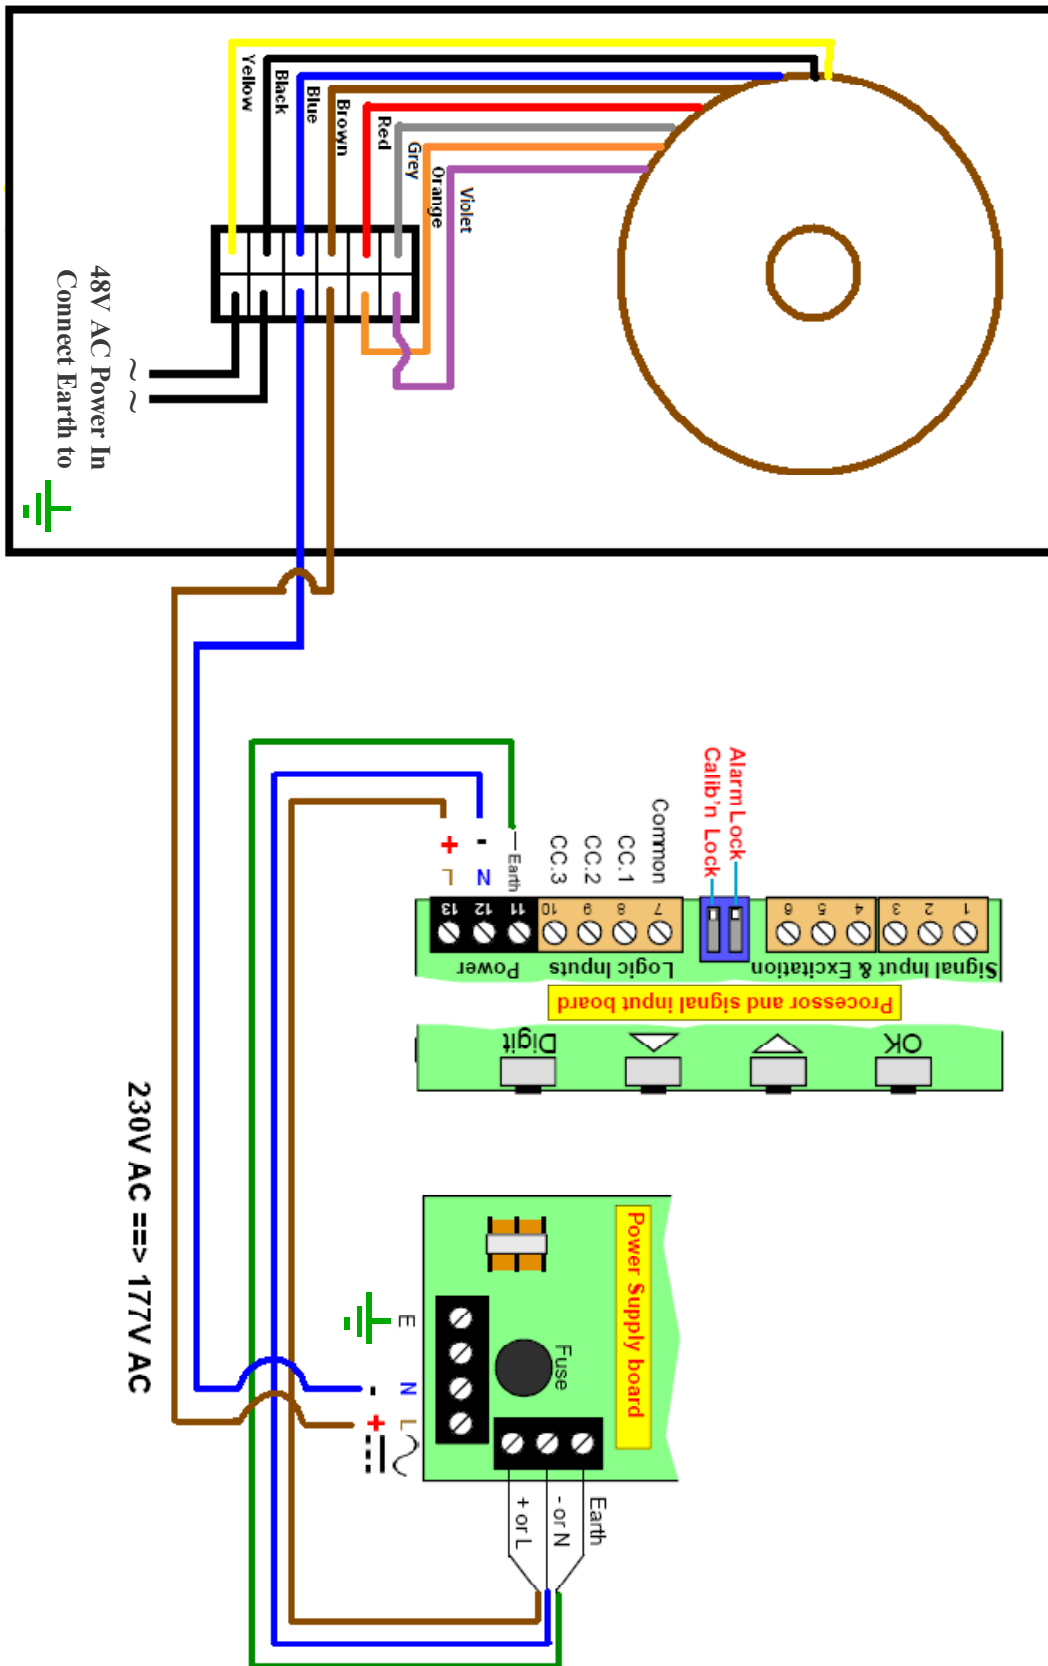 Yellow
Black
Blue
Brown
Red
Grey
Orange
Violet
48V AC Power In
Connect Earth to
~
~
Alarm Lock
Calib'n Lock
Common
CC.1
CC.2
CC.3
Earth
- N
+ L
1 2 3 4 5 6 7 8 9 10 11 12 13
Signal Input & Excitation
Logic Inputs
Power
Processor and signal input board
OK
Digit
230V AC ==> 177V AC
Power Supply board
Fuse
E
N -
L +
Earth
- or N
+ or L